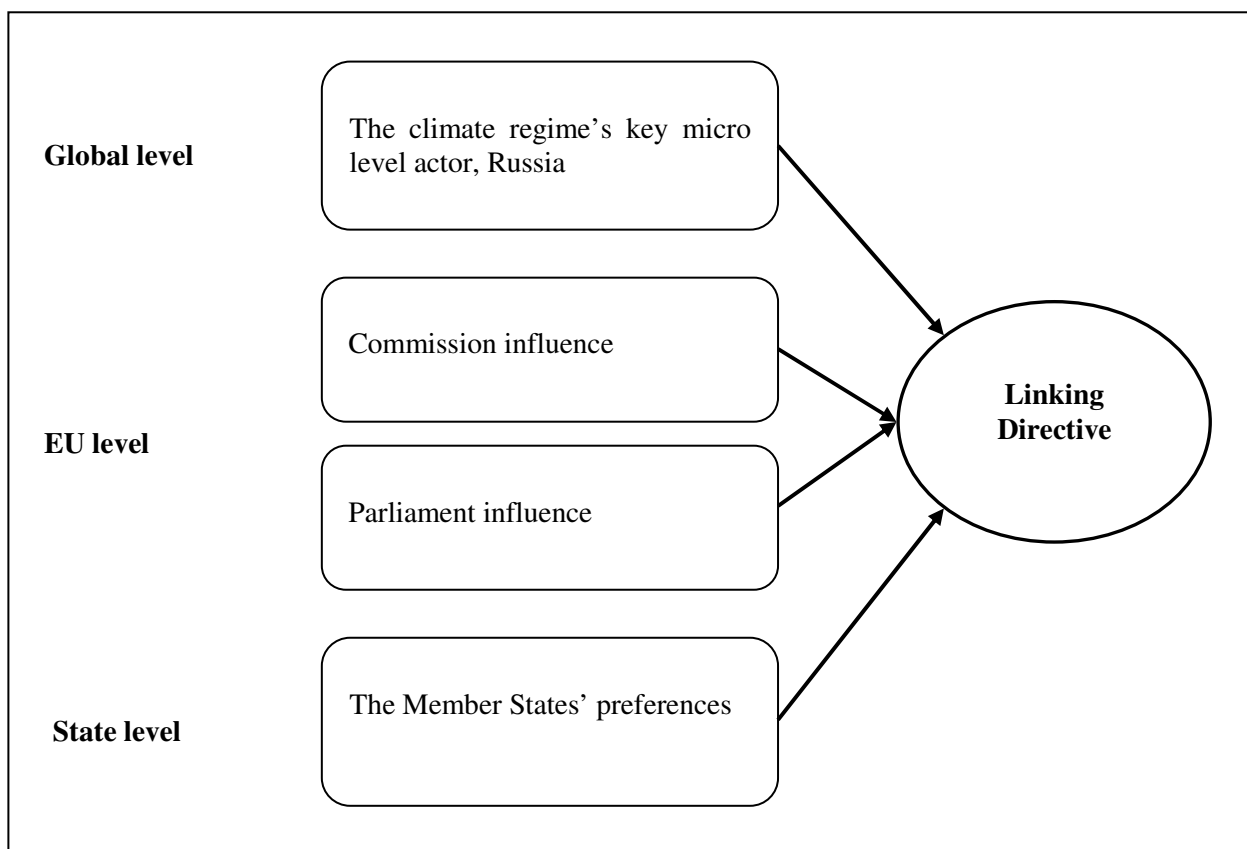 Global level
The climate regime’s key micro
level actor, Russia
EU level
Commission influence
Parliament influence
State level
The Member States’ preferences
Linking
Directive